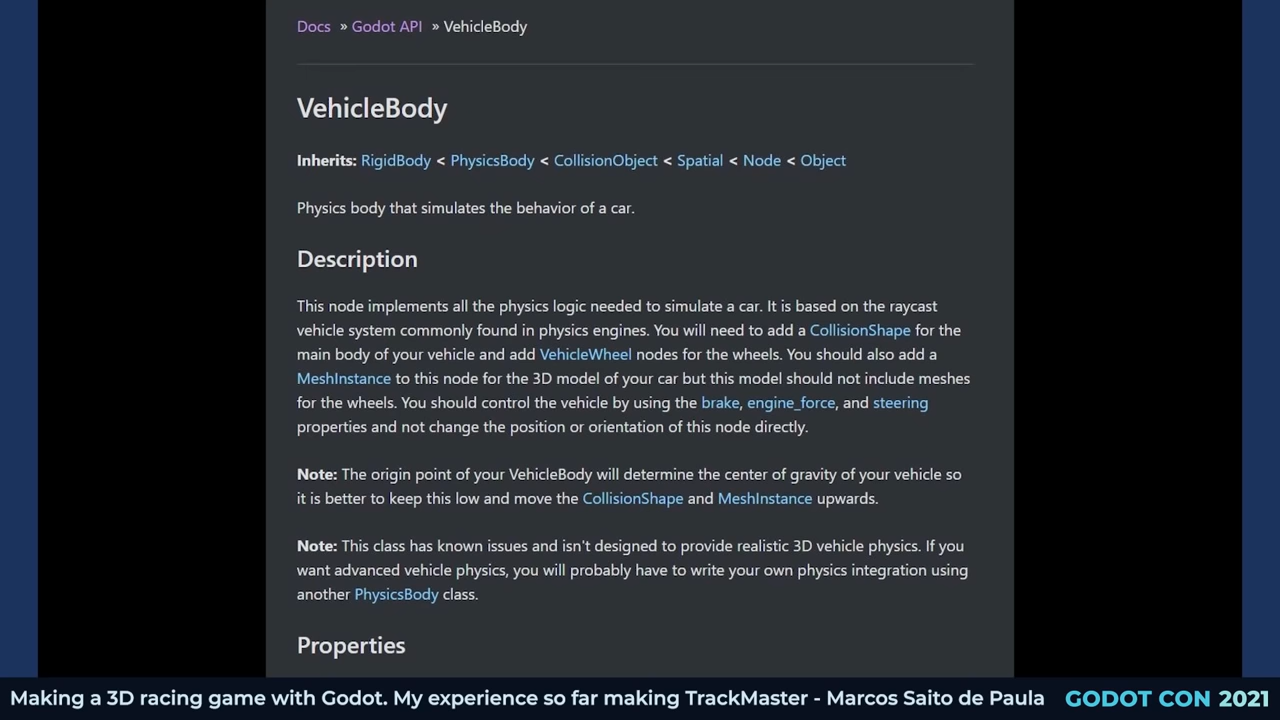 Docs » Godot API » VehicleBody
VehicleBody
Inherits: RigidBody < PhysicsBody < CollisionObject < Spatial < Node < Object
Physics body that simulates the behavior of a car.
Description
This node implements all the physics logic needed to simulate a car. It is based on the raycast
vehicle system commonly found in physics engines. You will need to add a CollisionShape for the
main body of your vehicle and add VehicleWheel nodes for the wheels. You should also add a
MeshInstance to this node for the 3D model of your car but this model should not include meshes
for the wheels. You should control the vehicle by using the brake, engine_force, and steering
properties and not change the position or orientation of this node directly.
Note: The origin point of your VehicleBody will determine the center of gravity of your vehicle so
it is better to keep this low and move the CollisionShape and MeshInstance upwards.
Note: This class has known issues and isn't designed to provide realistic 3D vehicle physics. If you
want advanced vehicle physics, you will probably have to write your own physics integration using
another PhysicsBody class.
Properties
Making a 3D racing game with Godot. My experience so far making TrackMaster - Marcos Saito de Paula GODOT CON 2021